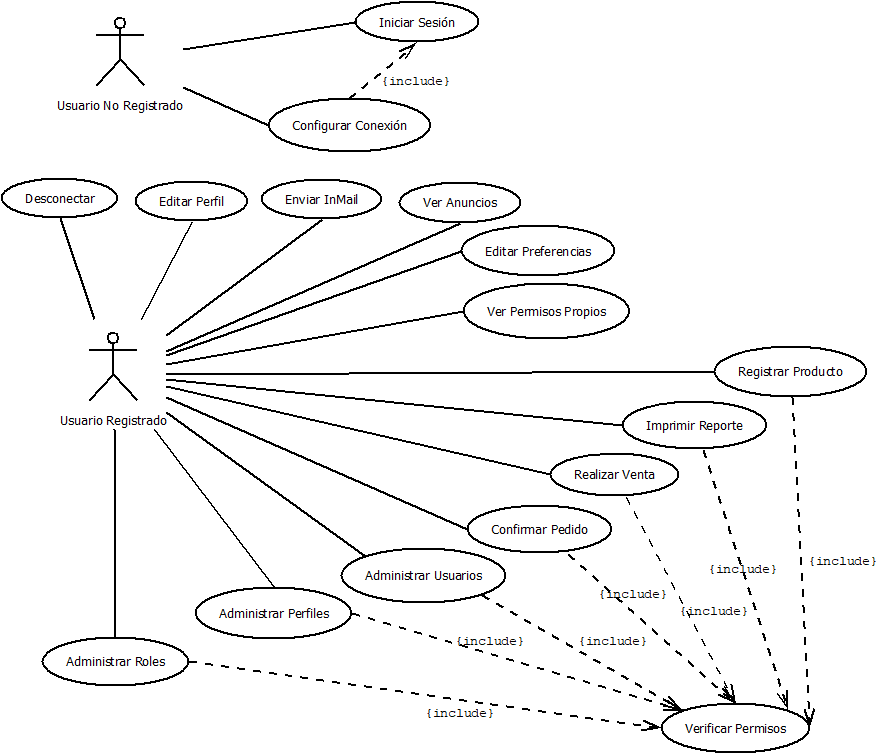 Iniciar Sesión
{include}
Usuario No Registrado
Configurar Conexión
Desconectar
Editar Perfil
Enviar InMail
Ver Anuncios
Editar Preferencias
Ver Permisos Propios
Registrar Producto
Usuario Registrado
Imprimir Reporte
Realizar Venta
Confirmar Pedido
{include}
{include}
Administrar Usuarios
{include}
{include}
Administrar Perfiles
{include}
{include}
Administrar Roles
{include}
Verificar Permisos